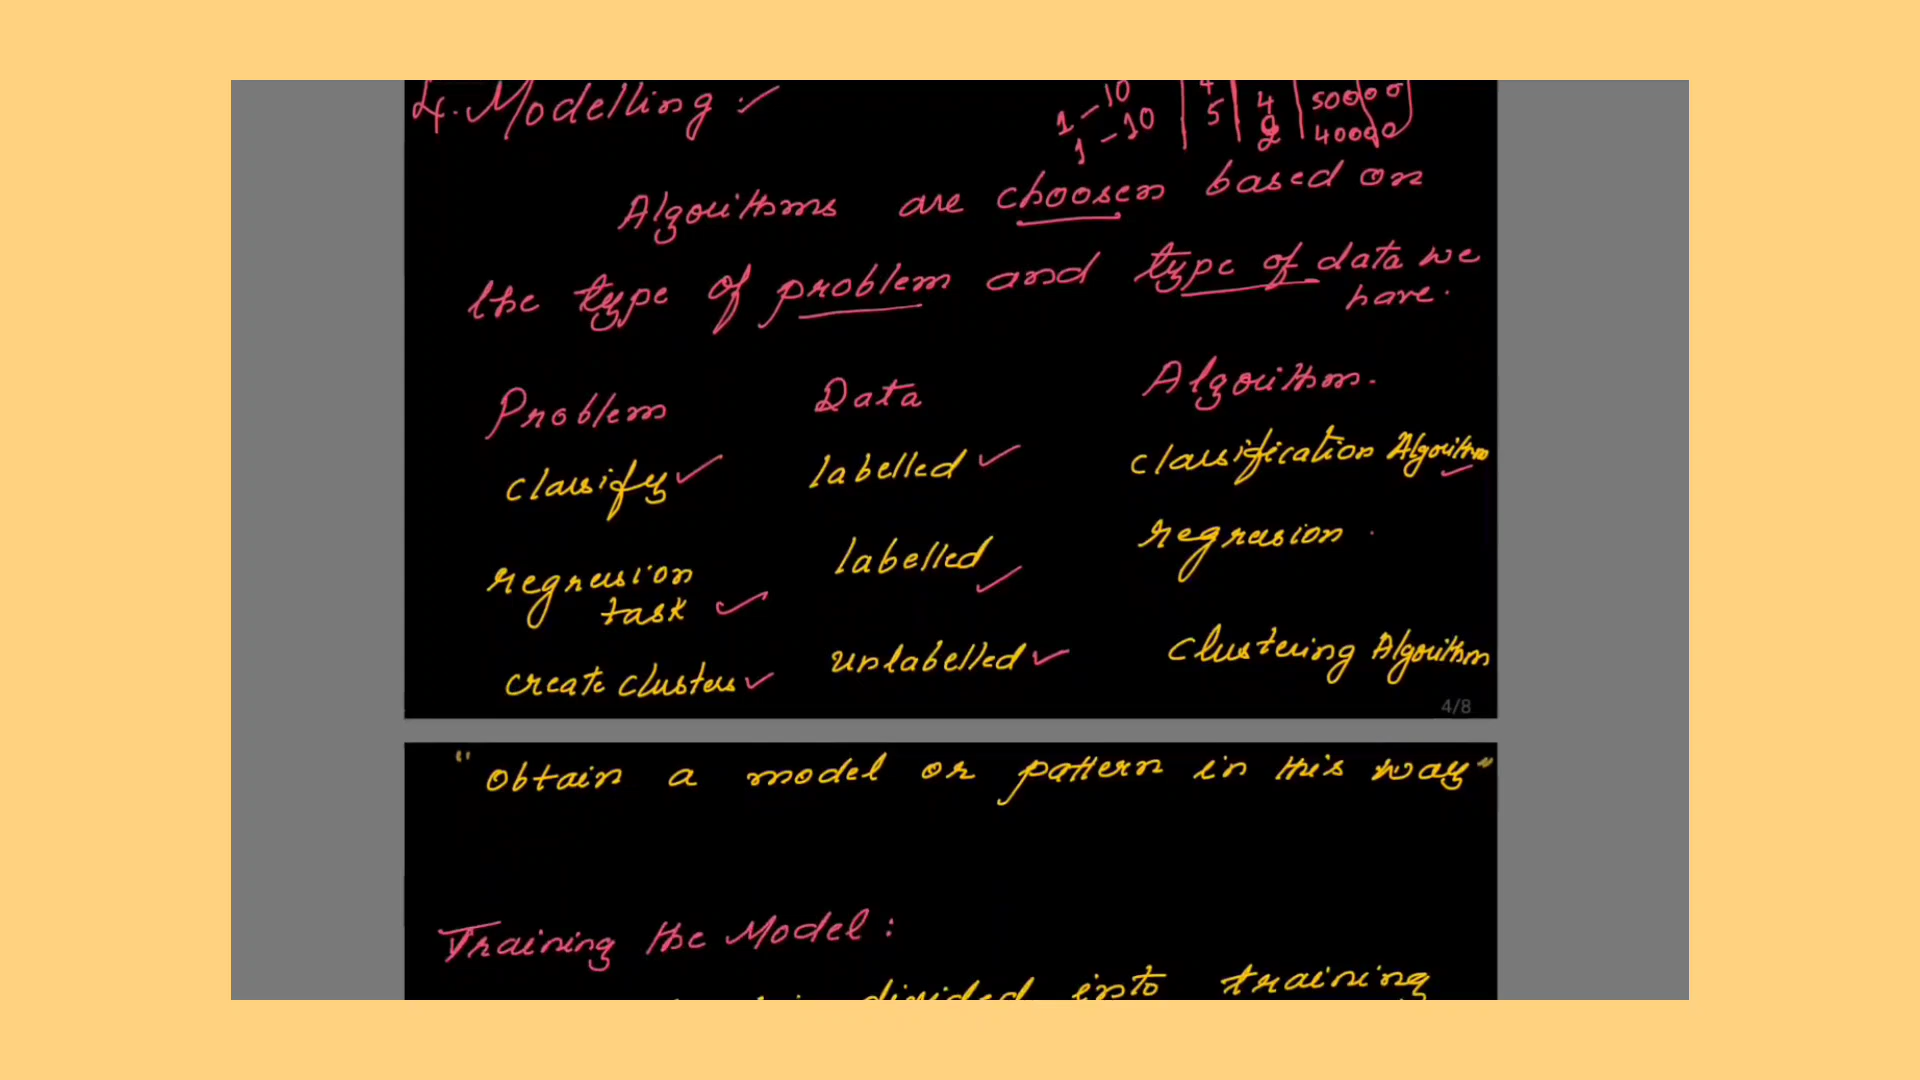 4. Modelling :-
1 - 10 | 4 | 4 | 50000
1 - 10 | 5 | 2 | 40000
Algorithms are choosen based on
the type of problem and type of data we
have.
Problem Data Algorithm.
classify labelled classification Algorithm
regression labelled regression
task
create clusters unlabelled clustering Algorithm
4/8
"obtain a model or pattern in this way"
Training the Model :
divided into training